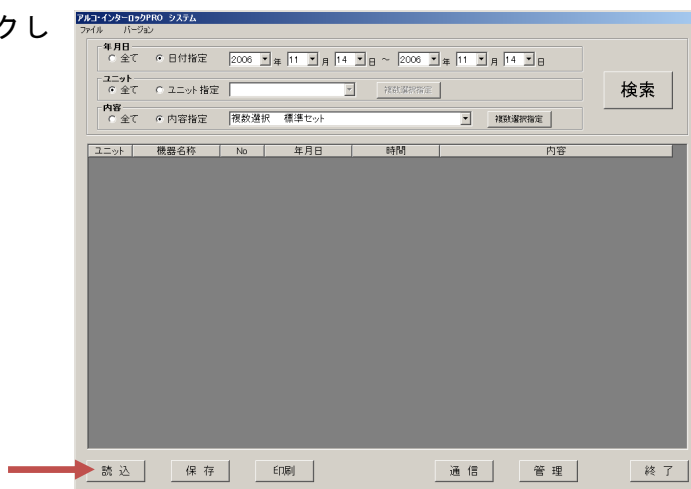 クし
アルコ・インターロックPRO システム
ファイル バージョン
年月日
全て 日付指定 2006 年 11 月 14 日 ～ 2006 年 11 月 14 日
ユニット
全て ユニット指定 複数選択指定
検索
内容
全て 内容指定 複数選択 標準セット 複数選択指定
ユニット 機器名称 No 年月日 時間 内容
読込 保存 印刷 通信 管理 終了